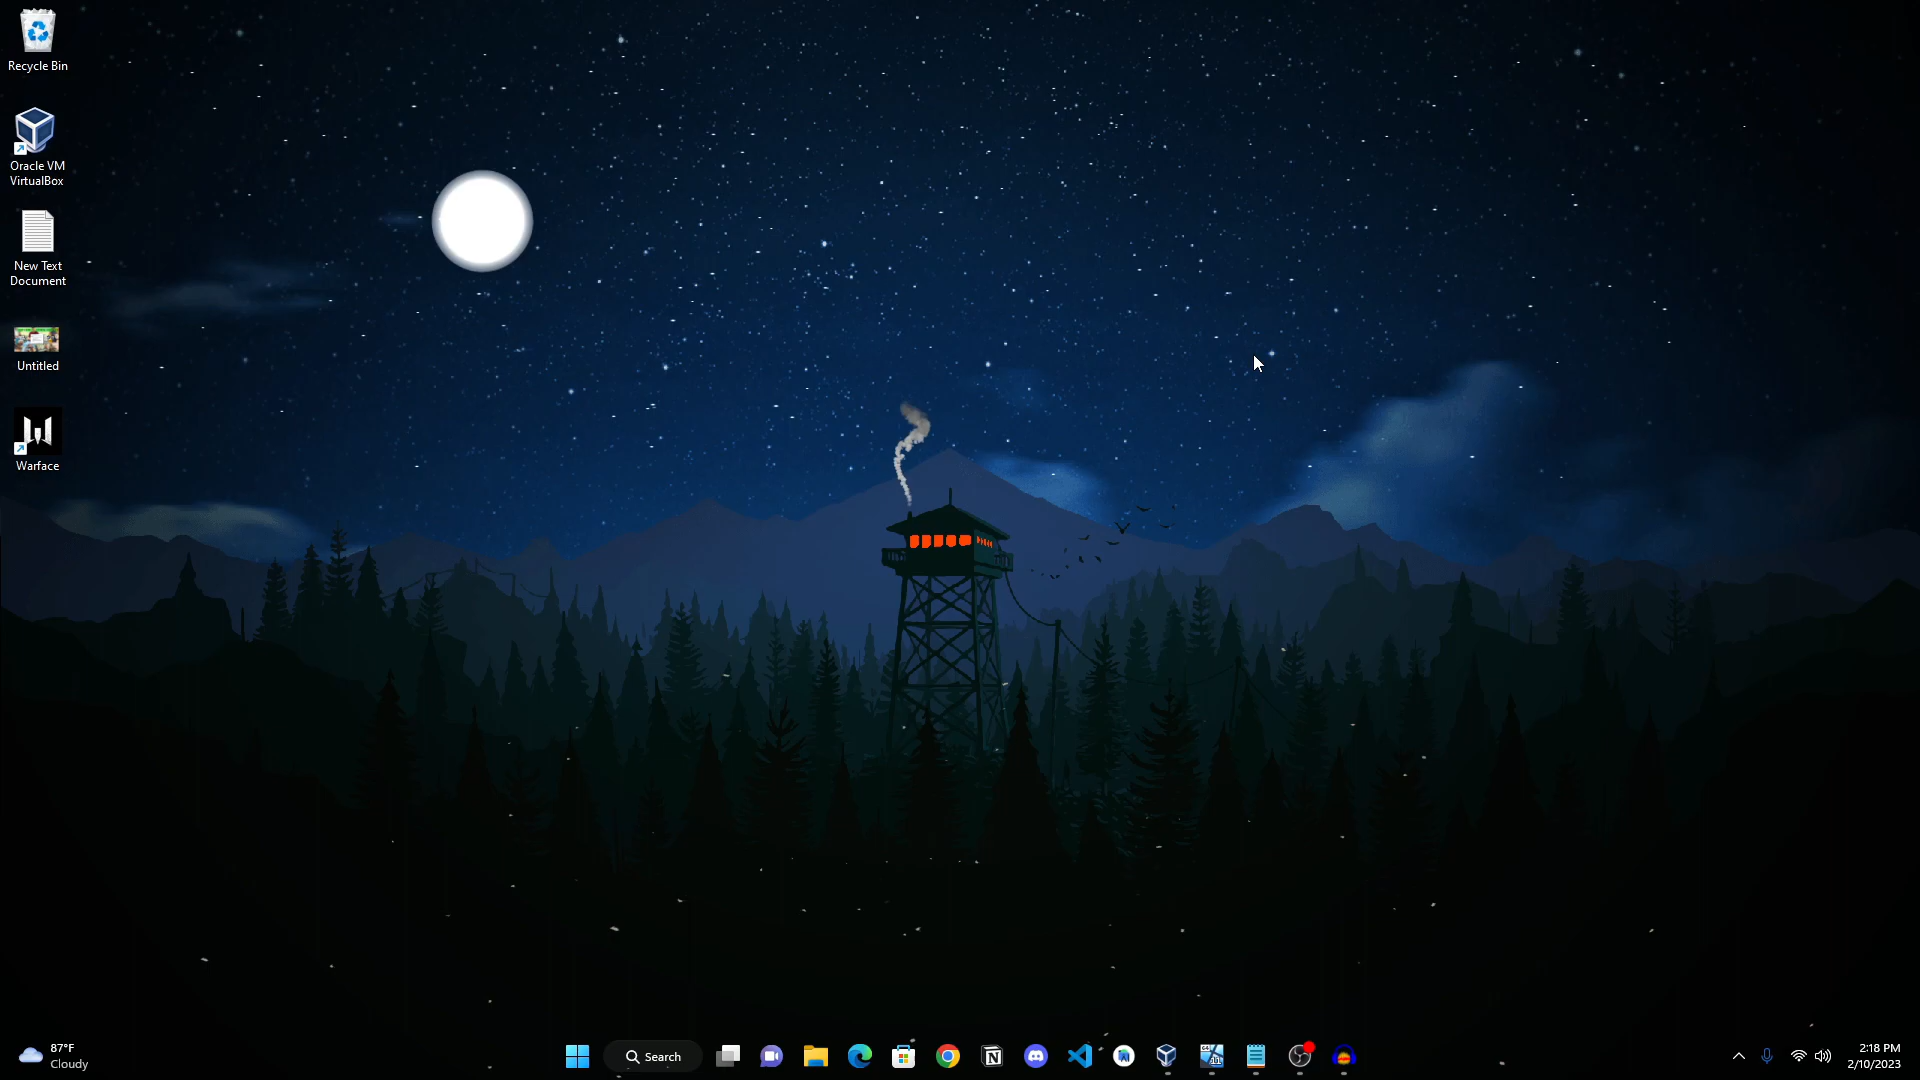 Recycle Bin
Oracle VM
VirtualBox
New Text
Document
Untitled
Warface
87°F
Cloudy
Search
2:18 PM
2/10/2023